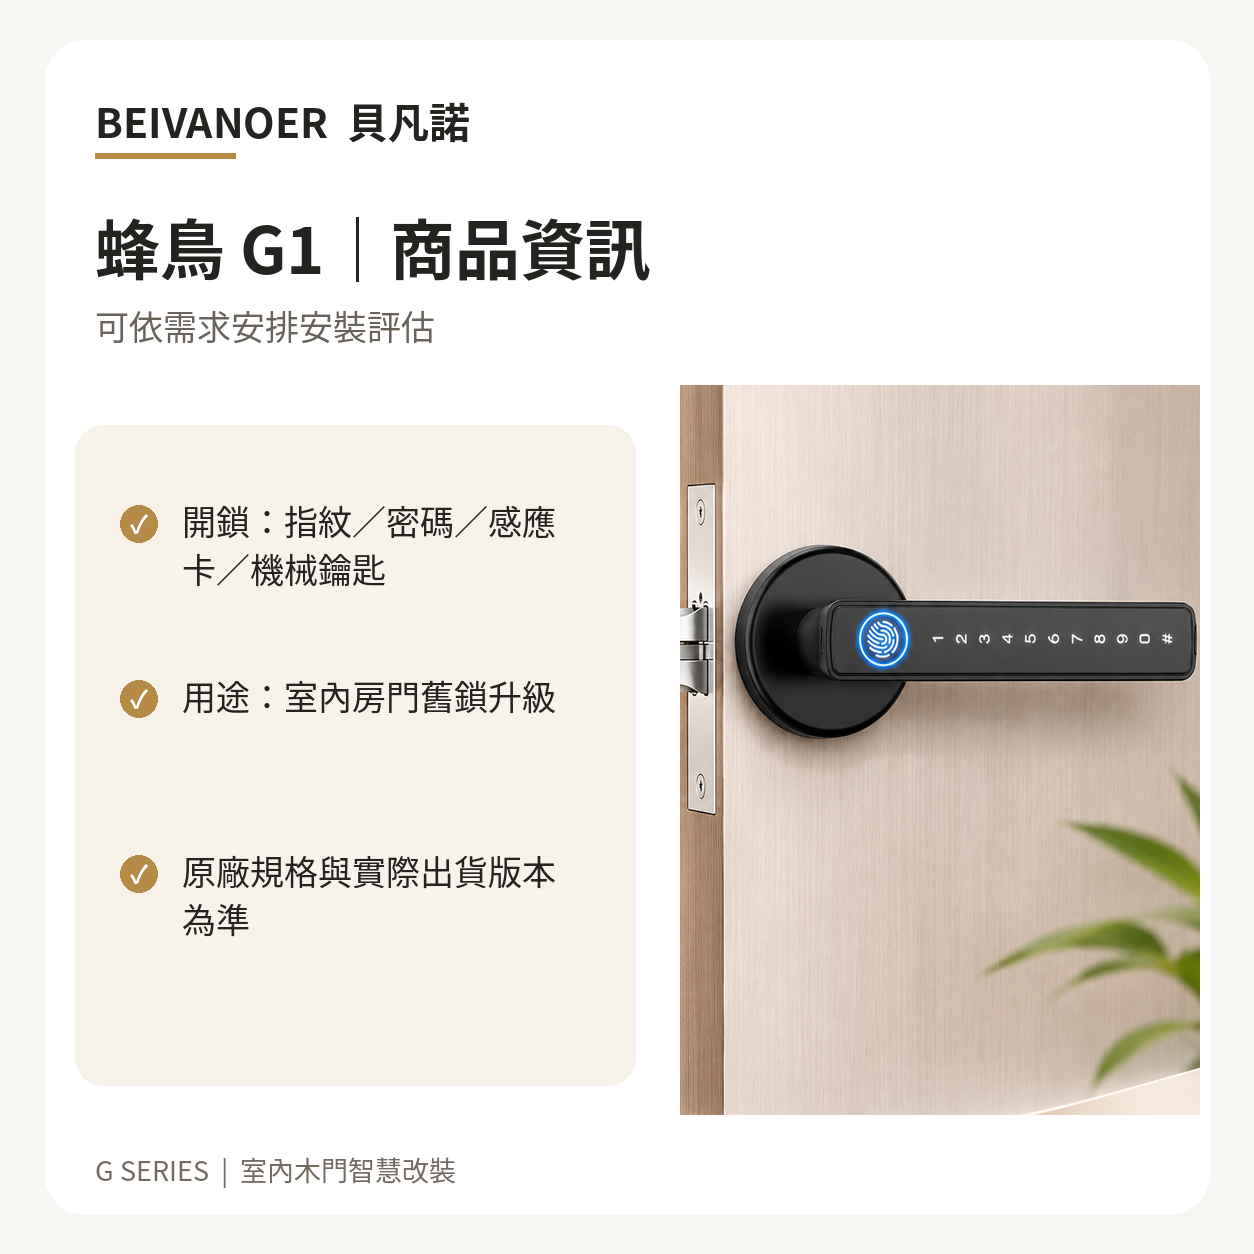 BEIVANOER 貝凡諾
蜂鳥 G1｜商品資訊
可依需求安排安裝評估
開鎖：指紋／密碼／感應
卡／機械鑰匙
用途：室內房門舊鎖升級
原廠規格與實際出貨版本
為準
1 2 3 4 5 6 7 8 9 0 #
G SERIES｜室內木門智慧改裝